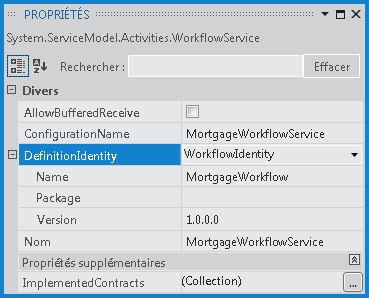 PROPRIÉTÉS
System.ServiceModel.Activities.WorkflowService
Rechercher : Effacer
Divers
AllowBufferedReceive
ConfigurationName MortgageWorkflowService
DefinitionIdentity WorkflowIdentity
Name MortgageWorkflow
Package
Version 1.0.0.0
Nom MortgageWorkflowService
Propriétés supplémentaires
ImplementedContracts (Collection) ...